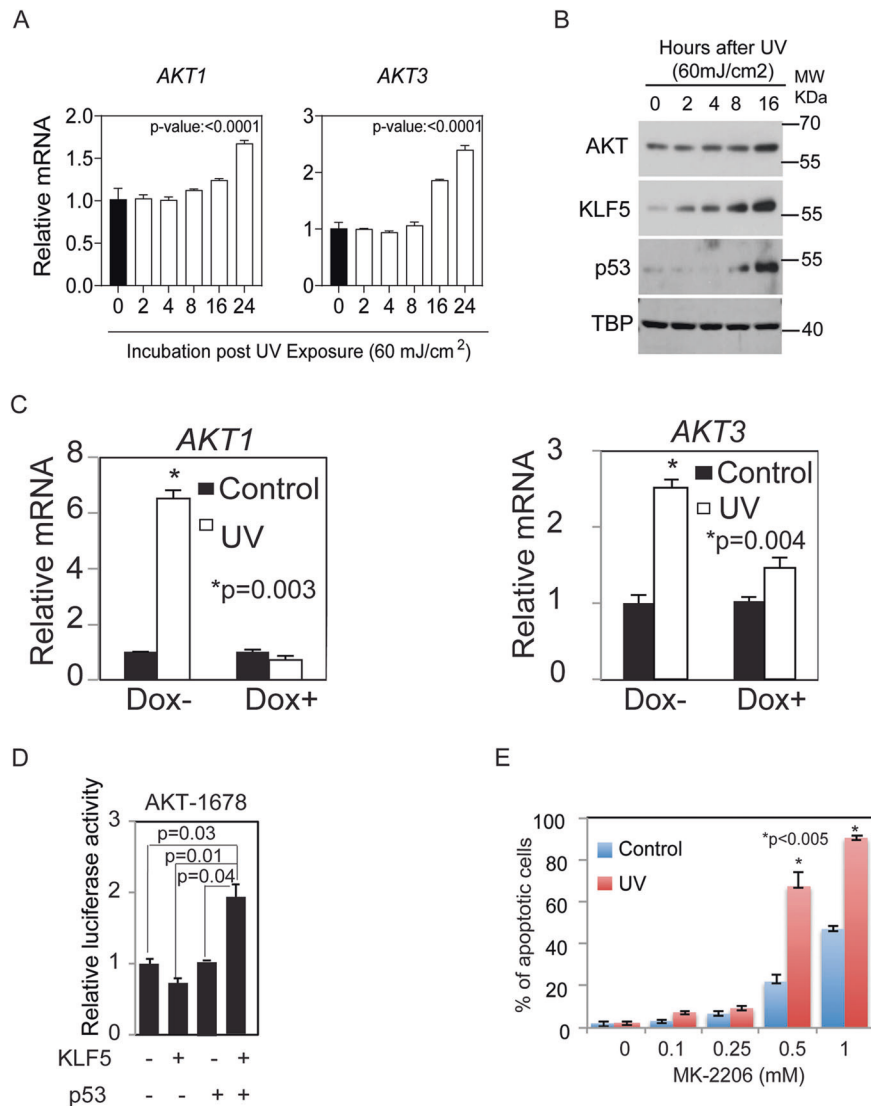 A
AKT1
AKT3
Relative mRNA
2.0
1.5
1.0
0.5
0.0
p-value:<0.0001
0 2 4 8 16 24
3
2
1
0
p-value:<0.0001
0 2 4 8 16 24
Incubation post UV Exposure (60 mJ/cm2)
B
Hours after UV
(60mJ/cm2)
MW
KDa
0 2 4 8 16
AKT
70
55
KLF5
55
p53
55
TBP
40
C
AKT1
Relative mRNA
8
6
4
2
0
*
Control
UV
*p=0.003
Dox- Dox+
AKT3
Relative mRNA
3
2
1
0
*
Control
UV
*p=0.004
Dox- Dox+
D
AKT-1678
Relative luciferase activity
3
2
1
0
p=0.03
p=0.01
p=0.04
KLF5 - + - +
p53 - - + +
E
% of apoptotic cells
100
80
60
40
20
0
Control
UV
*p<0.005
*
*
0 0.1 0.25 0.5 1
MK-2206 (mM)